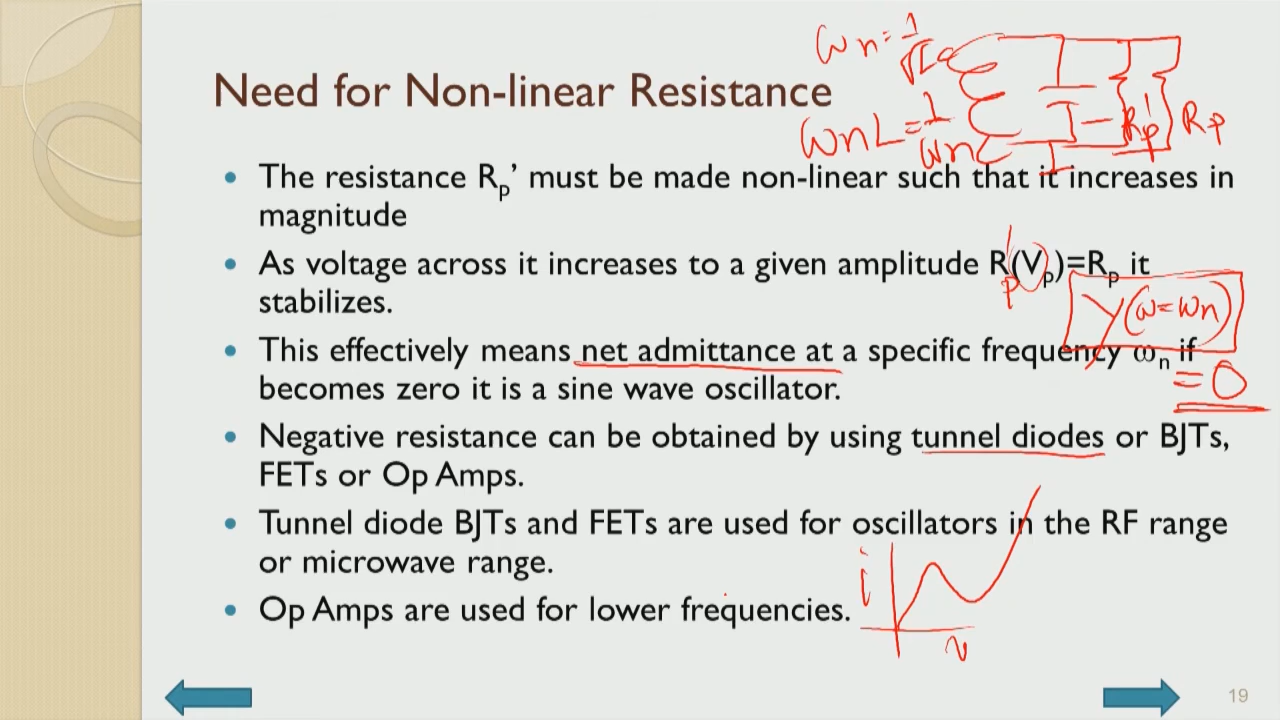 ωn = 1/√LC
Need for Non-linear Resistance
ωn L = 1/ωn C
- Rp' Rp
• The resistance Rp’ must be made non-linear such that it increases in
magnitude
• As voltage across it increases to a given amplitude R(Vp)=Rp it
p'
stabilizes.
Y(ω=ωn)
• This effectively means net admittance at a specific frequency ωn if
= 0
becomes zero it is a sine wave oscillator.
• Negative resistance can be obtained by using tunnel diodes or BJTs,
FETs or Op Amps.
• Tunnel diode BJTs and FETs are used for oscillators in the RF range
or microwave range.
i
• Op Amps are used for lower frequencies.
v
19